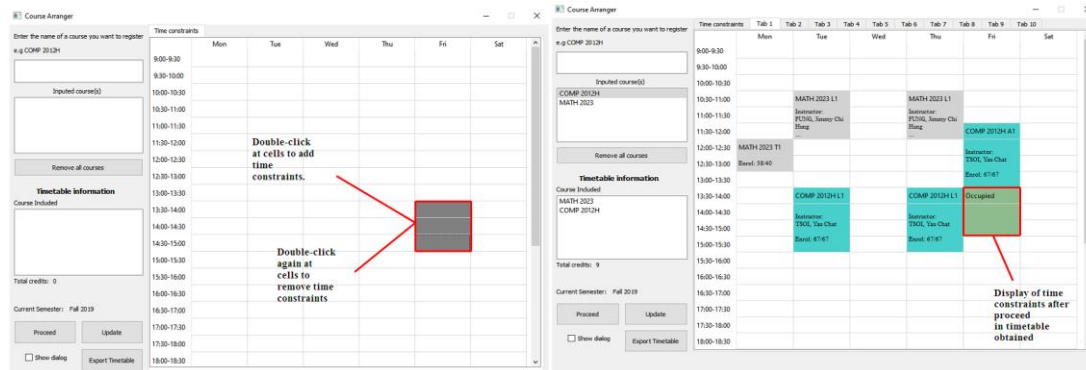 Course Arranger
Enter the name of a course you want to register
e.g COMP 2012H
Inputed course(s)
Remove all courses
Timetable information
Course Included
Total credits: 0
Current Semester: Fall 2019
Proceed
Update
Show dialog
Export Timetable
Time constraints
Mon Tue Wed Thu Fri Sat
9:00-9:30
9:30-10:00
10:00-10:30
10:30-11:00
11:00-11:30
11:30-12:00
12:00-12:30
12:30-13:00
13:00-13:30
13:30-14:00
14:00-14:30
14:30-15:00
15:00-15:30
15:30-16:00
16:00-16:30
16:30-17:00
17:00-17:30
17:30-18:00
18:00-18:30
Double-click
at cells to add
time
constraints.
Double-click
again at
cells to
remove time
constraints
Course Arranger
Enter the name of a course you want to register
e.g COMP 2012H
Inputed course(s)
COMP 2012H
MATH 2023
Remove all courses
Timetable information
Course Included
MATH 2023
COMP 2012H
Total credits: 9
Current Semester: Fall 2019
Proceed
Update
Show dialog
Export Timetable
Time constraints Tab 1 Tab 2 Tab 3 Tab 4 Tab 5 Tab 6 Tab 7 Tab 8 Tab 9 Tab 10
Mon Tue Wed Thu Fri Sat
9:00-9:30
9:30-10:00
10:00-10:30
10:30-11:00
11:00-11:30
11:30-12:00
12:00-12:30
12:30-13:00
13:00-13:30
13:30-14:00
14:00-14:30
14:30-15:00
15:00-15:30
15:30-16:00
16:00-16:30
16:30-17:00
17:00-17:30
17:30-18:00
18:00-18:30
MATH 2023 T1
Enrol: 38/40
MATH 2023 L1
Instructor:
FUNG, Jimmy Chi
Hung
...
COMP 2012H L1
Instructor:
TSOI, Yau Chat
Enrol: 67/67
MATH 2023 L1
Instructor:
FUNG, Jimmy Chi
Hung
...
COMP 2012H L1
Instructor:
TSOI, Yau Chat
Enrol: 67/67
COMP 2012H A1
Instructor:
TSOI, Yau Chat
Enrol: 67/67
Occupied
Display of time
constraints after
proceed
in timetable
obtained